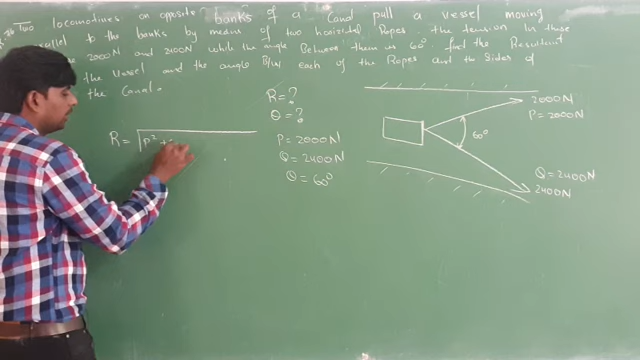 Two locomotives on opposite banks of a Canal pull a vessel moving
parallel to the banks by means of two horizontal Ropes. The tension in these
2000N and 2400N while the angle Between them is 60° find the Resultant
the vessel and the angle B/W each of the Ropes and the sides of
the Canal.
R = ?
θ = ?
R = √P² +
P = 2000N
Q = 2400N
θ = 60°
2000N
P = 2000N
60°
Q = 2400N
2400N